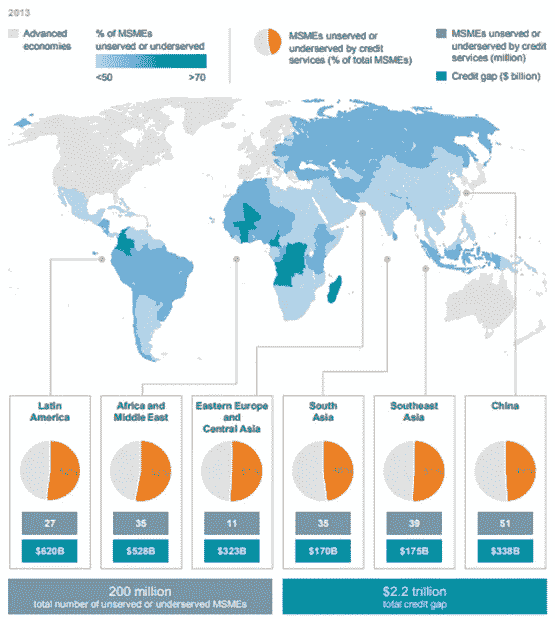 2013
Advanced
economies
% of MSMEs
unserved or underserved
<50
>70
MSMEs unserved or
underserved by credit
services (% of total MSMEs)
MSMEs unserved or
underserved by credit
services (million)
Credit gap ($ billion)
Latin
America
27
$620B
Africa and
Middle East
35
$528B
Eastern Europe
and
Central Asia
11
$323B
South
Asia
35
$170B
Southeast
Asia
39
$175B
China
51
$338B
200 million
total number of unserved or underserved MSMEs
$2.2 trillion
total credit gap